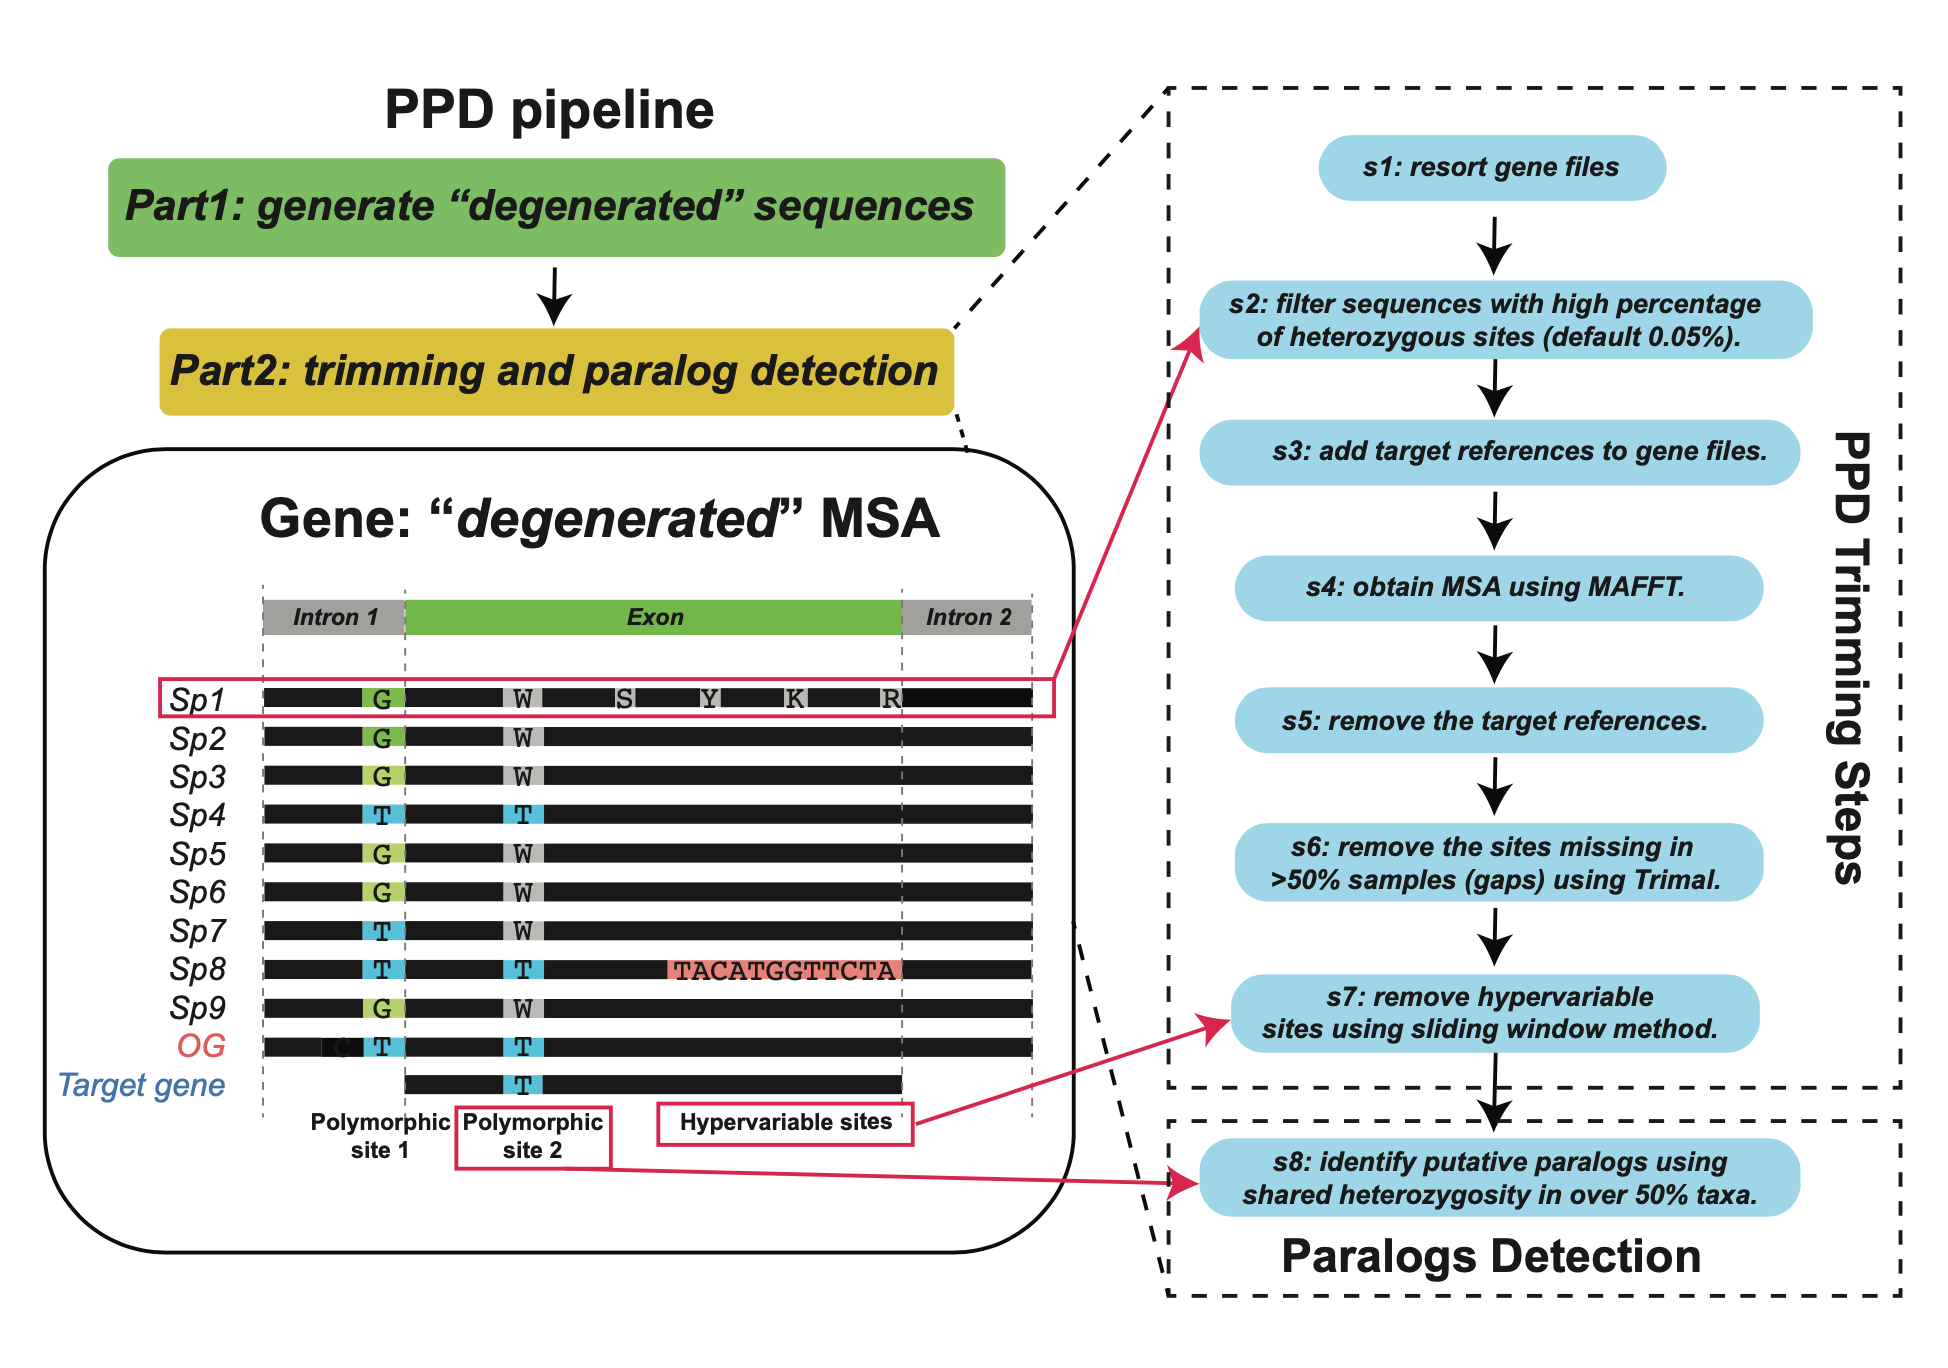 PPD pipeline
Part1: generate “degenerated” sequences
Part2: trimming and paralog detection
Gene: “degenerated” MSA
Intron 1 Exon Intron 2
Sp1 G W S Y K R
Sp2 G W
Sp3 G W
Sp4 T T
Sp5 G W
Sp6 G W
Sp7 T W
Sp8 T T TACATGGTTCTA
Sp9 G W
OG C T T
Target gene T
Polymorphic
site 1
Polymorphic
site 2
Hypervariable sites
s1: resort gene files
s2: filter sequences with high percentage
of heterozygous sites (default 0.05%).
s3: add target references to gene files.
s4: obtain MSA using MAFFT.
s5: remove the target references.
s6: remove the sites missing in
>50% samples (gaps) using Trimal.
s7: remove hypervariable
sites using sliding window method.
PPD Trimming Steps
s8: identify putative paralogs using
shared heterozygosity in over 50% taxa.
Paralogs Detection